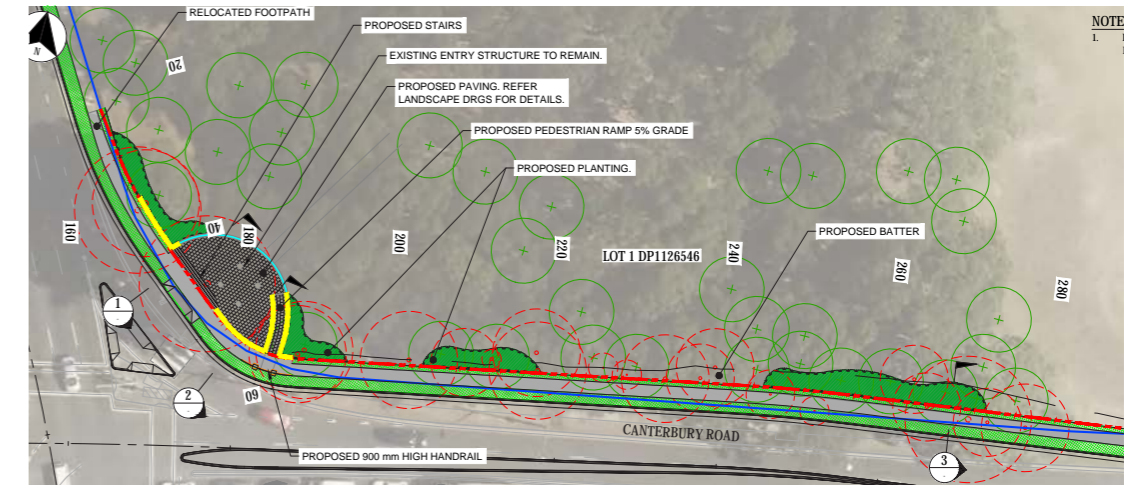 RELOCATED FOOTPATH
NOTE
1.
PROPOSED STAIRS
N
EXISTING ENTRY STRUCTURE TO REMAIN.
20
PROPOSED PAVING. REFER
LANDSCAPE DRGS FOR DETAILS.
PROPOSED PEDESTRIAN RAMP 5% GRADE
PROPOSED PLANTING.
160
40
180
200
220
LOT 1 DP1126546
240
PROPOSED BATTER
260
280
1
2
60
CANTERBURY ROAD
PROPOSED 900 mm HIGH HANDRAIL
3